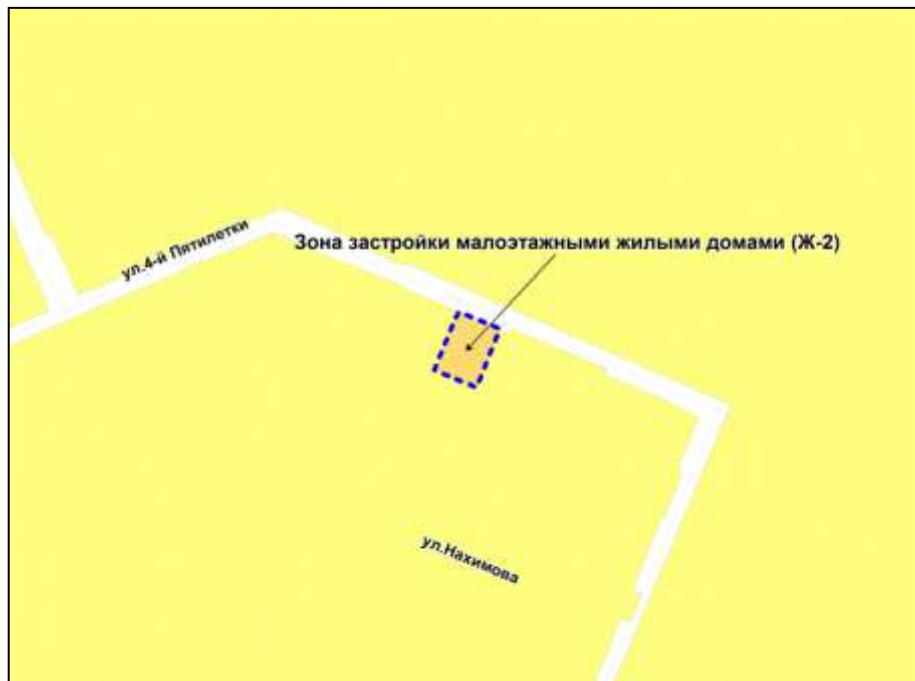 ул.4-й Пятилетки
Зона застройки малоэтажными жилыми домами (Ж-2)
ул.Нахимова